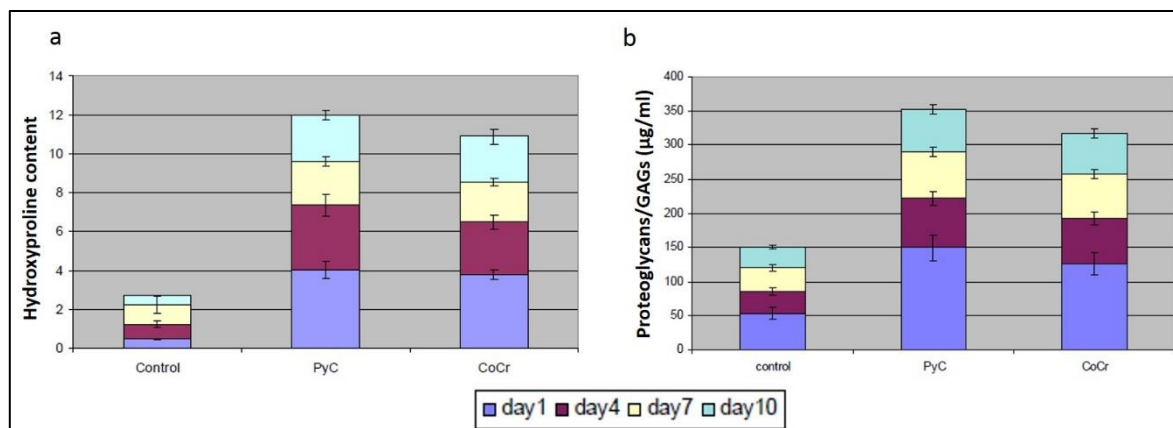 a
Hydroxyproline content
14
12
10
8
6
4
2
0
Control PyC CoCr
b
Proteoglycans/GAGs (µg/ml)
400
350
300
250
200
150
100
50
0
control PyC CoCr
day1 day4 day7 day10